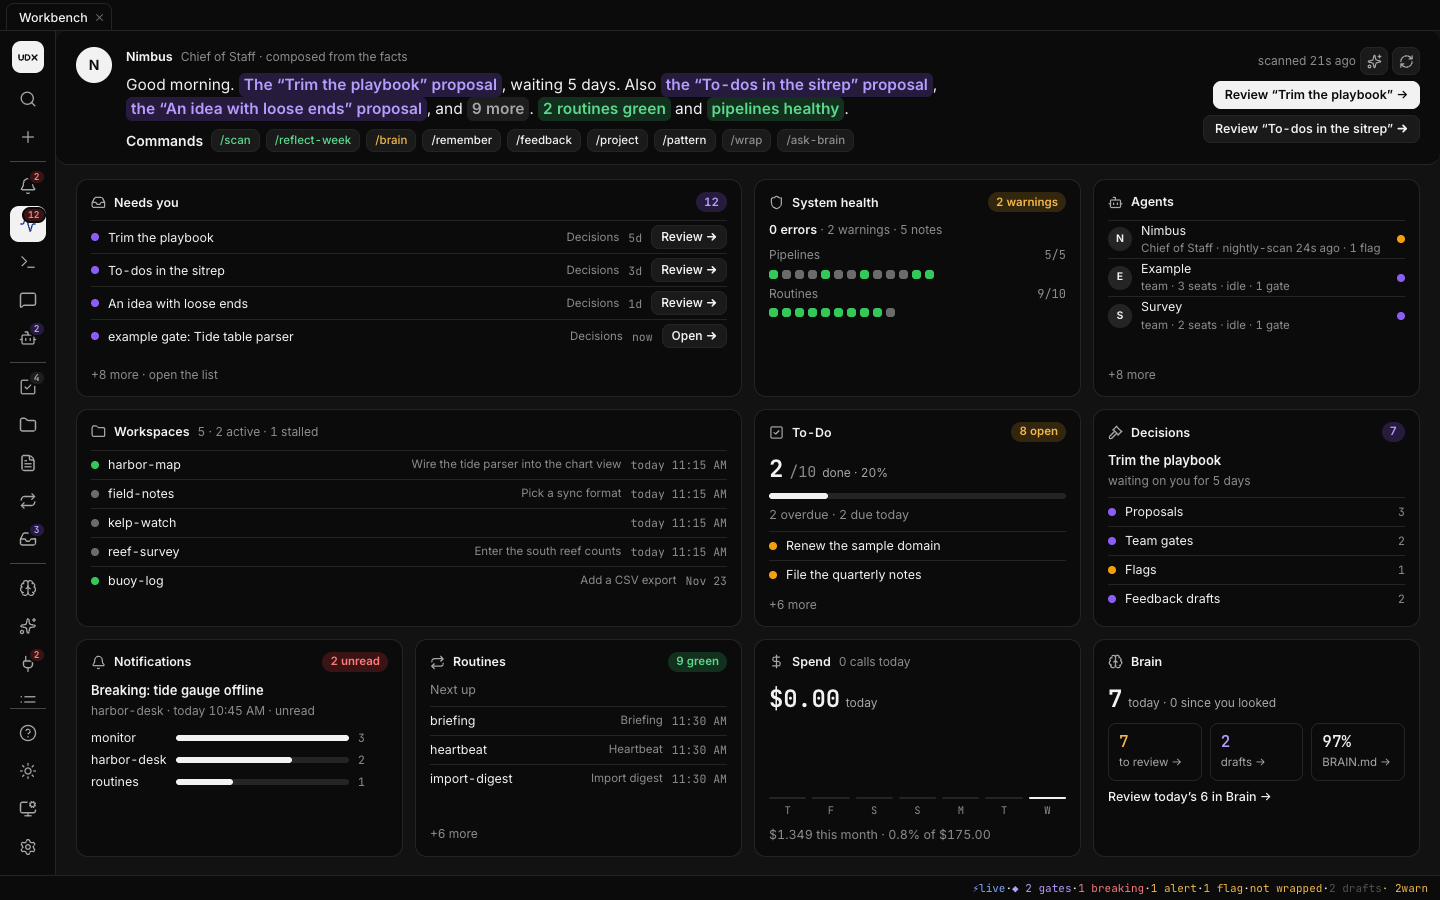 Workbench ×
UDX
N
Nimbus Chief of Staff · composed from the facts
Good morning. The “Trim the playbook” proposal, waiting 5 days. Also the “To-dos in the sitrep” proposal,
the “An idea with loose ends” proposal, and 9 more. 2 routines green and pipelines healthy.
Commands /scan /reflect-week /brain /remember /feedback /project /pattern /wrap /ask-brain
scanned 21s ago
Review “Trim the playbook” →
Review “To-dos in the sitrep” →
2
12
2
4
3
2
Needs you 12
Trim the playbook Decisions 5d Review →
To-dos in the sitrep Decisions 3d Review →
An idea with loose ends Decisions 1d Review →
example gate: Tide table parser Decisions now Open →
+8 more · open the list
System health 2 warnings
0 errors · 2 warnings · 5 notes
Pipelines 5/5
Routines 9/10
Agents
N Nimbus
Chief of Staff · nightly-scan 24s ago · 1 flag
E Example
team · 3 seats · idle · 1 gate
S Survey
team · 2 seats · idle · 1 gate
+8 more
Workspaces 5 · 2 active · 1 stalled
harbor-map Wire the tide parser into the chart view today 11:15 AM
field-notes Pick a sync format today 11:15 AM
kelp-watch today 11:15 AM
reef-survey Enter the south reef counts today 11:15 AM
buoy-log Add a CSV export Nov 23
To-Do 8 open
2 /10 done · 20%
2 overdue · 2 due today
Renew the sample domain
File the quarterly notes
+6 more
Decisions 7
Trim the playbook
waiting on you for 5 days
Proposals 3
Team gates 2
Flags 1
Feedback drafts 2
Notifications 2 unread
Breaking: tide gauge offline
harbor-desk · today 10:45 AM · unread
monitor 3
harbor-desk 2
routines 1
Routines 9 green
Next up
briefing Briefing 11:30 AM
heartbeat Heartbeat 11:30 AM
import-digest Import digest 11:30 AM
+6 more
Spend 0 calls today
$0.00 today
T F S S M T W
$1.349 this month · 0.8% of $175.00
Brain
7 today · 0 since you looked
7 2 97%
to review → drafts → BRAIN.md →
Review today’s 6 in Brain →
⚡live·◆ 2 gates·1 breaking·1 alert·1 flag·not wrapped·2 drafts· 2warn